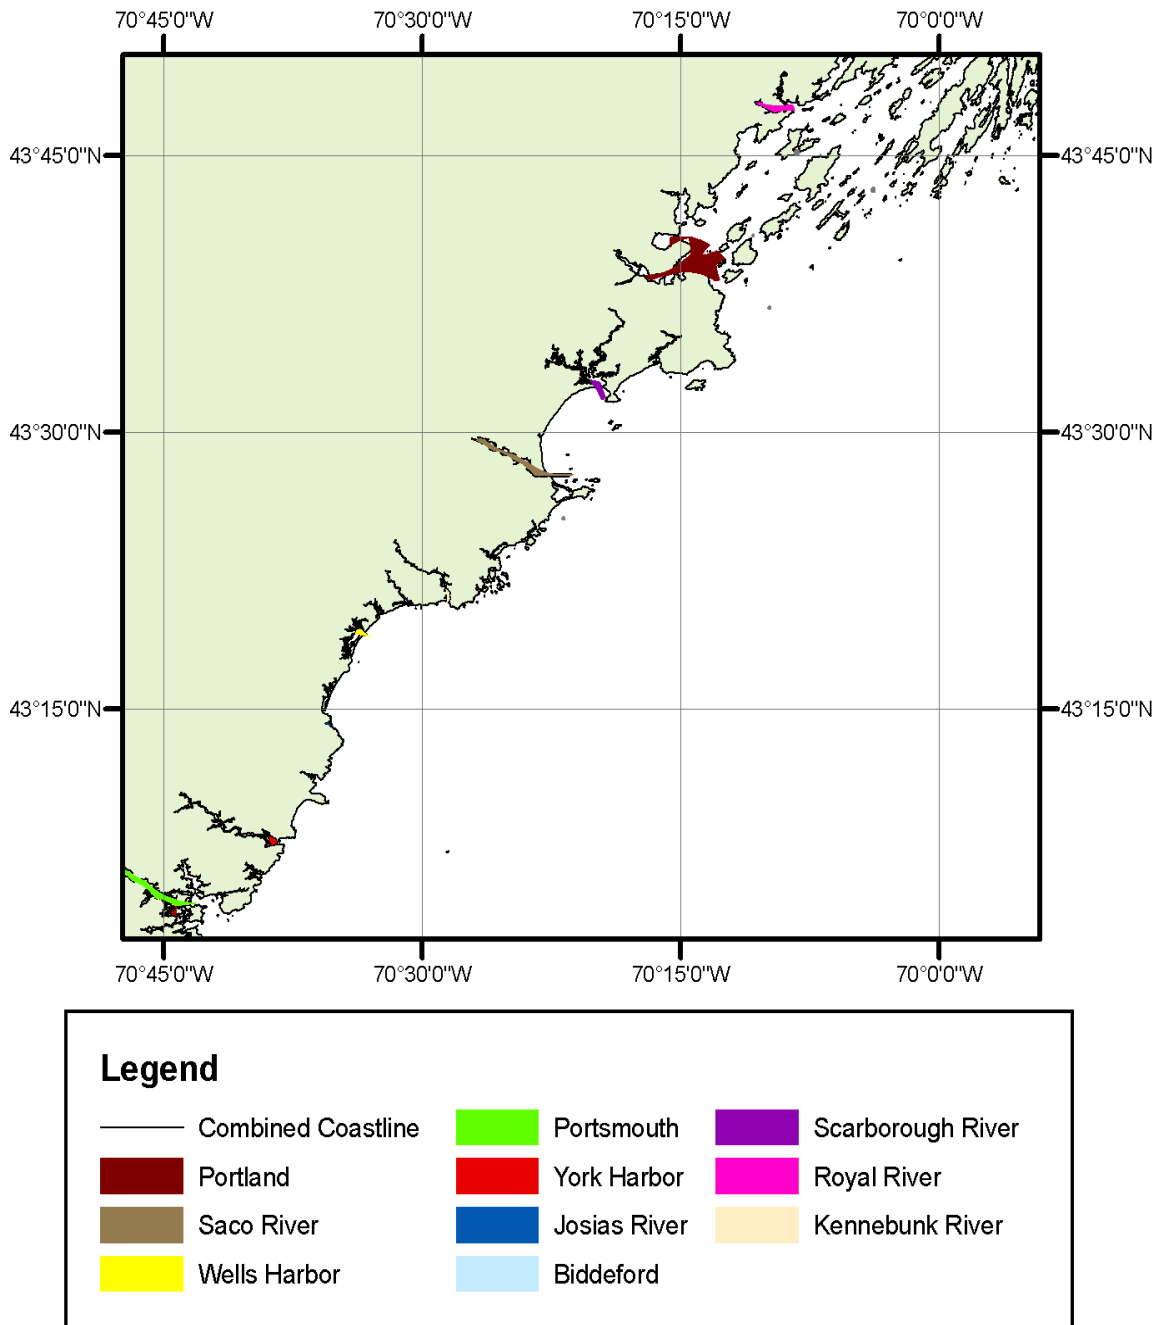 70°45'0"W 70°30'0"W 70°15'0"W 70°0'0"W
43°45'0"N 43°45'0"N
43°30'0"N 43°30'0"N
43°15'0"N 43°15'0"N
70°45'0"W 70°30'0"W 70°15'0"W 70°0'0"W
Legend
Combined Coastline Portsmouth Scarborough River
Portland York Harbor Royal River
Saco River Josias River Kennebunk River
Wells Harbor Biddeford